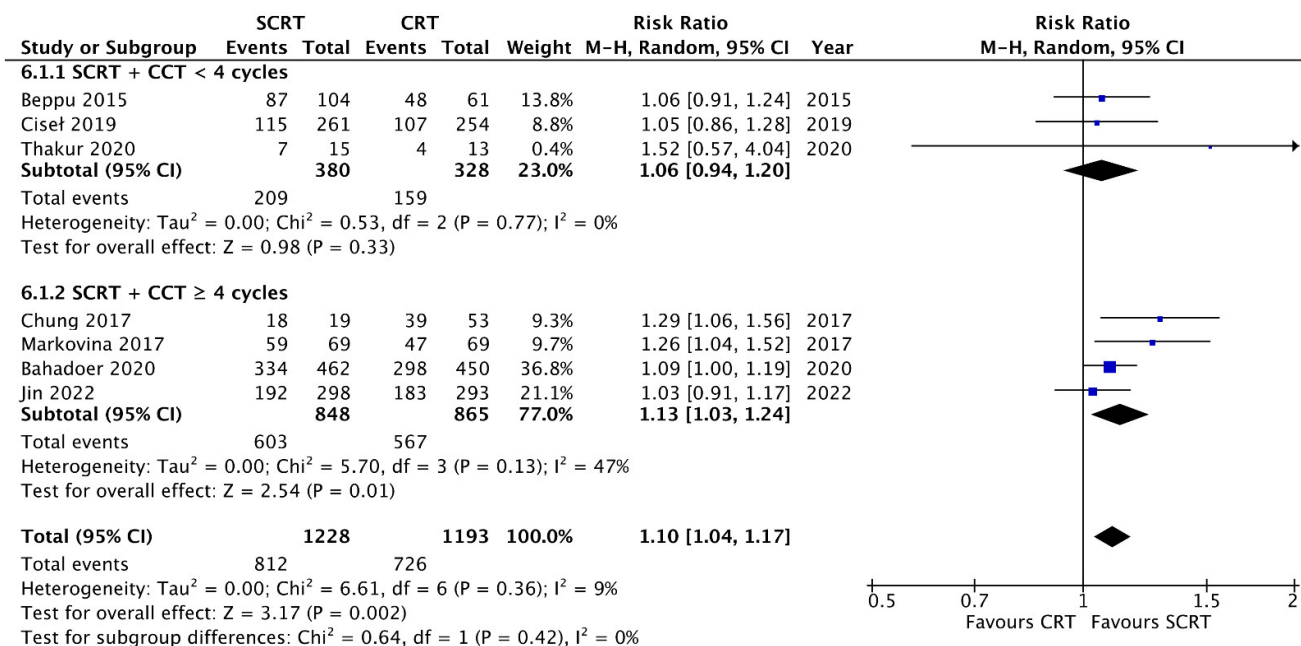 SCRT CRT Risk Ratio Risk Ratio
Study or Subgroup Events Total Events Total Weight M-H, Random, 95% CI Year M-H, Random, 95% CI
6.1.1 SCRT + CCT < 4 cycles
Beppu 2015 87 104 48 61 13.8% 1.06 [0.91, 1.24] 2015
Ciseł 2019 115 261 107 254 8.8% 1.05 [0.86, 1.28] 2019
Thakur 2020 7 15 4 13 0.4% 1.52 [0.57, 4.04] 2020
Subtotal (95% CI) 380 328 23.0% 1.06 [0.94, 1.20]
Total events 209 159
Heterogeneity: Tau² = 0.00; Chi² = 0.53, df = 2 (P = 0.77); I² = 0%
Test for overall effect: Z = 0.98 (P = 0.33)
6.1.2 SCRT + CCT ≥ 4 cycles
Chung 2017 18 19 39 53 9.3% 1.29 [1.06, 1.56] 2017
Markovina 2017 59 69 47 69 9.7% 1.26 [1.04, 1.52] 2017
Bahadoer 2020 334 462 298 450 36.8% 1.09 [1.00, 1.19] 2020
Jin 2022 192 298 183 293 21.1% 1.03 [0.91, 1.17] 2022
Subtotal (95% CI) 848 865 77.0% 1.13 [1.03, 1.24]
Total events 603 567
Heterogeneity: Tau² = 0.00; Chi² = 5.70, df = 3 (P = 0.13); I² = 47%
Test for overall effect: Z = 2.54 (P = 0.01)
Total (95% CI) 1228 1193 100.0% 1.10 [1.04, 1.17]
Total events 812 726
Heterogeneity: Tau² = 0.00; Chi² = 6.61, df = 6 (P = 0.36); I² = 9%
Test for overall effect: Z = 3.17 (P = 0.002)
Test for subgroup differences: Chi² = 0.64, df = 1 (P = 0.42), I² = 0%
0.5 0.7 1 1.5 2
Favours CRT Favours SCRT